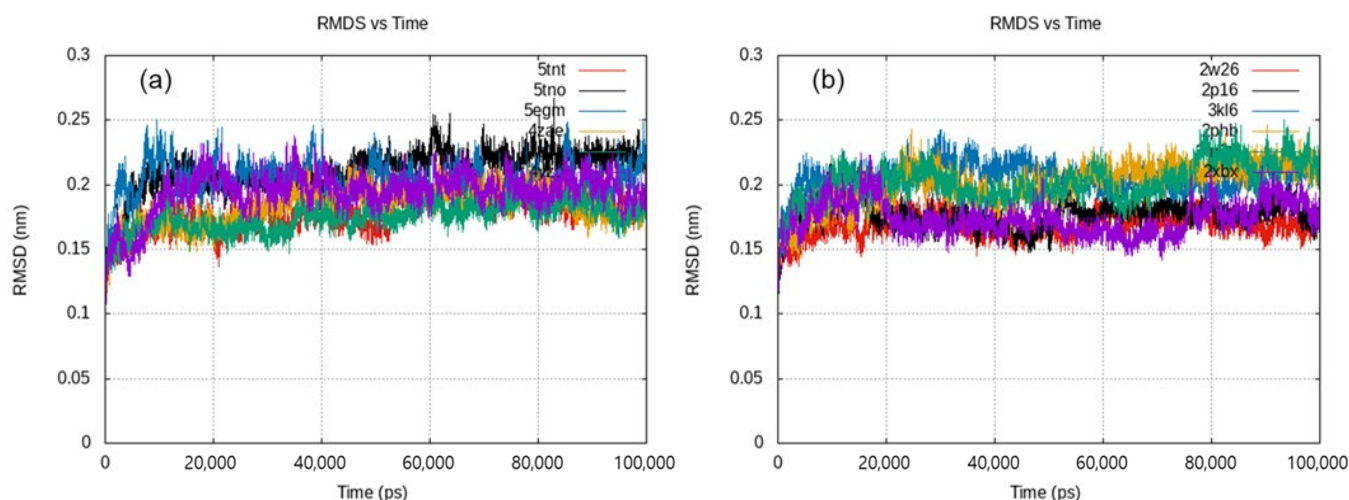 RMDS vs Time
(a)
5tnt
5tno
5egm
4zae
RMSD (nm)
0.3
0.25
0.2
0.15
0.1
0.05
0
0
20,000
40,000
60,000
80,000
100,000
Time (ps)
RMDS vs Time
(b)
2w26
2p16
3kl6
2phb
2xbx
RMSD (nm)
0.3
0.25
0.2
0.15
0.1
0.05
0
0
20,000
40,000
60,000
80,000
100,000
Time (ps)